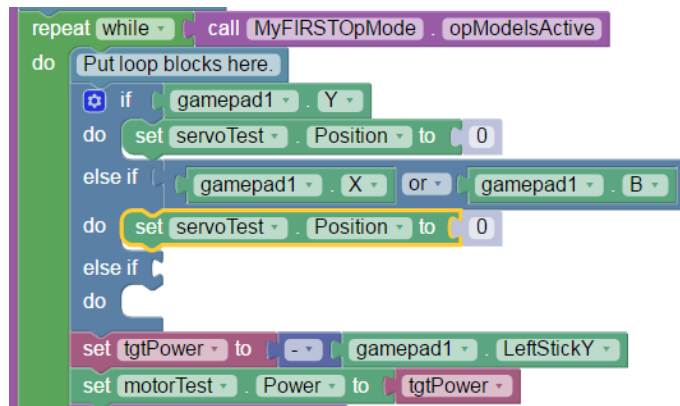 repeat while call MyFIRSTOpMode . opModeIsActive
do Put loop blocks here.
if gamepad1 . Y
do set servoTest . Position to 0
else if gamepad1 . X or gamepad1 . B
do set servoTest . Position to 0
else if
do
set tgtPower to - gamepad1 . LeftStickY
set motorTest . Power to tgtPower